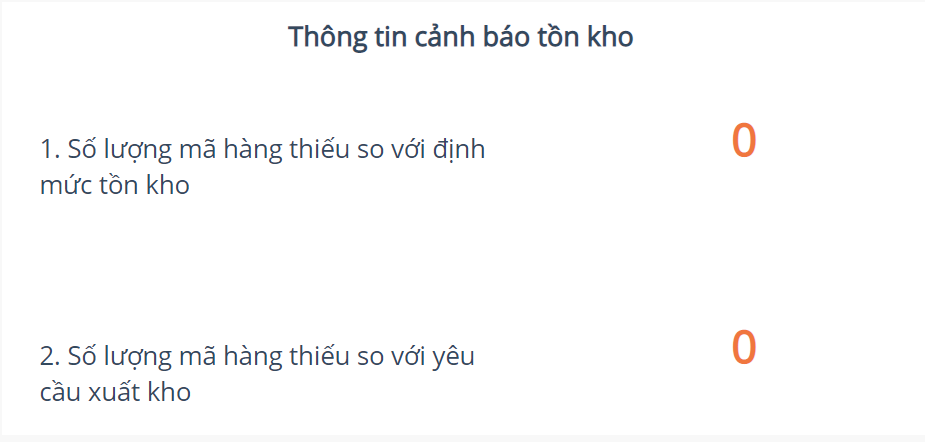 Thông tin cảnh báo tồn kho
1. Số lượng mã hàng thiếu so với định
mức tồn kho
0
2. Số lượng mã hàng thiếu so với yêu
cầu xuất kho
0